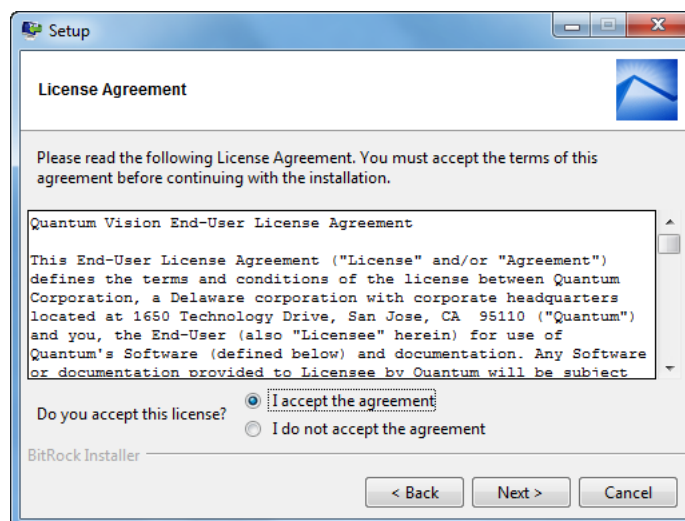 Setup
License Agreement
Please read the following License Agreement. You must accept the terms of this
agreement before continuing with the installation.
Quantum Vision End-User License Agreement
This End-User License Agreement ("License" and/or "Agreement")
defines the terms and conditions of the license between Quantum
Corporation, a Delaware corporation with corporate headquarters
located at 1650 Technology Drive, San Jose, CA  95110 ("Quantum")
and you, the End-User (also "Licensee" herein) for use of
Quantum's Software (defined below) and documentation. Any Software
or documentation provided to Licensee by Quantum will be subject
Do you accept this license?
I accept the agreement
I do not accept the agreement
BitRock Installer
< Back
Next >
Cancel